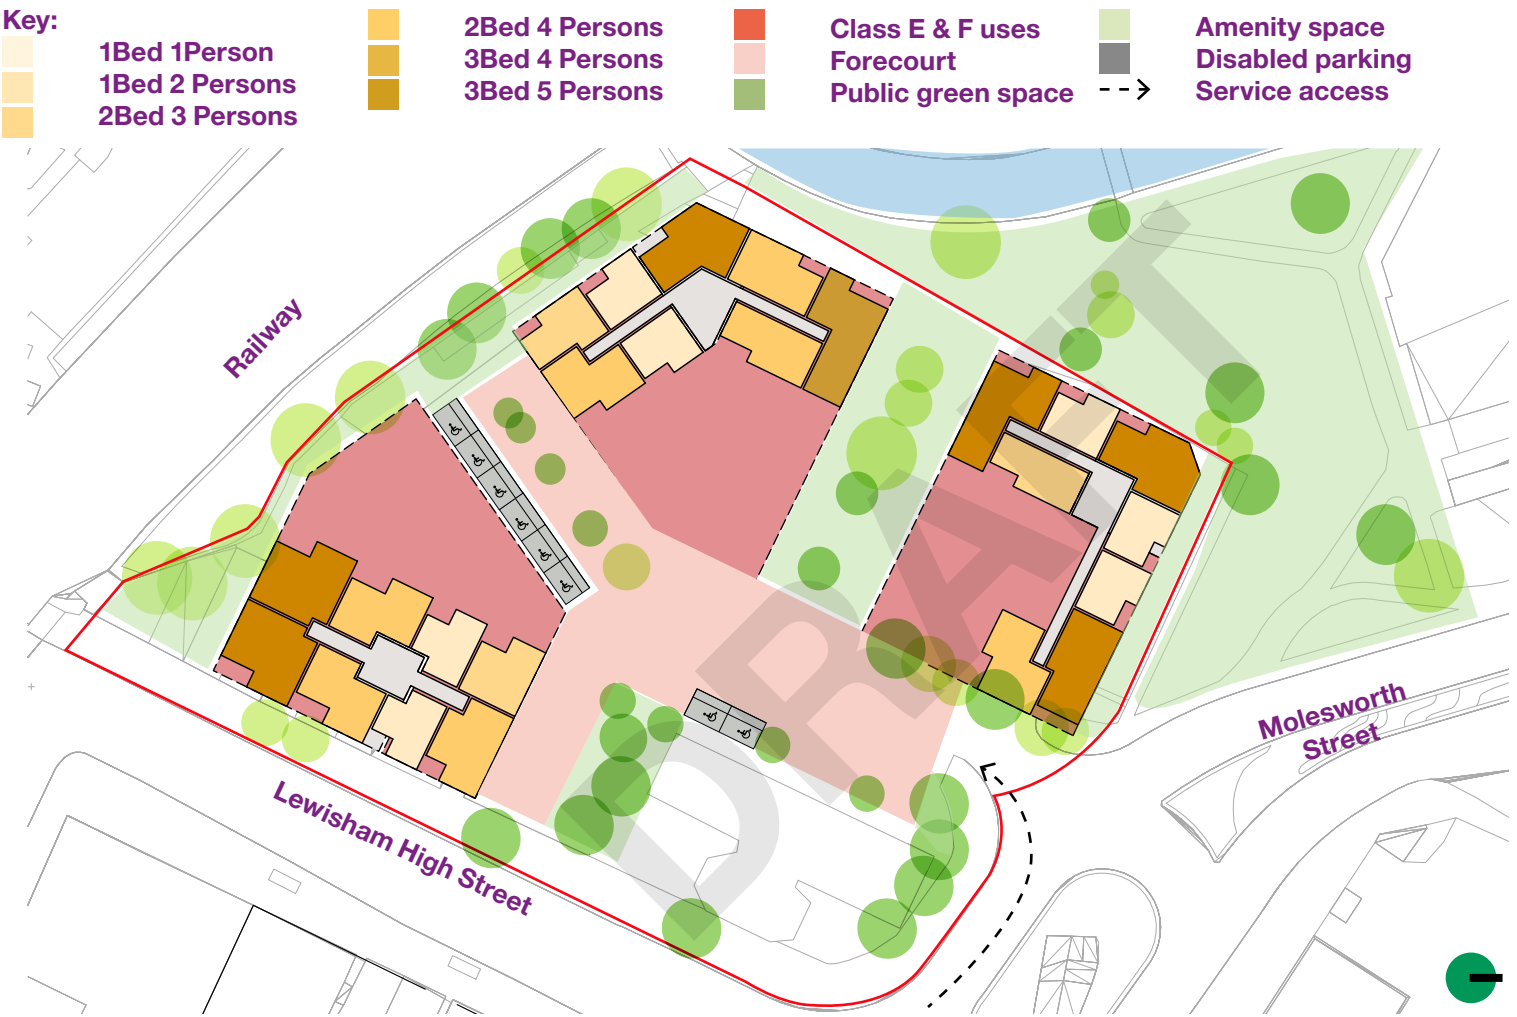 Key:
1Bed 1Person
1Bed 2 Persons
2Bed 3 Persons
2Bed 4 Persons
3Bed 4 Persons
3Bed 5 Persons
Class E & F uses
Forecourt
Public green space
Amenity space
Disabled parking
Service access
Railway
Molesworth
Street
Lewisham High Street
DRAFT